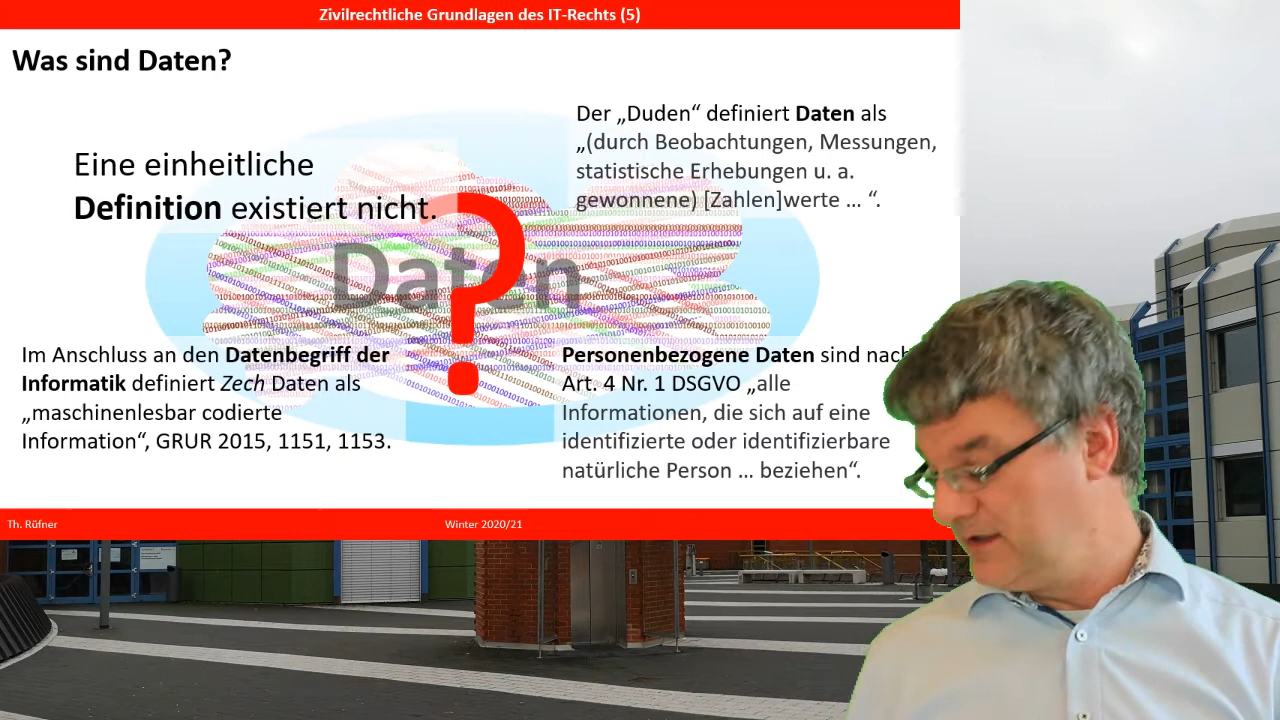 Zivilrechtliche Grundlagen des IT-Rechts (5)
Was sind Daten?
Eine einheitliche
Definition existiert nicht.
Der „Duden“ definiert Daten als
„(durch Beobachtungen, Messungen,
statistische Erhebungen u. a.
gewonnene) [Zahlen]werte … “.
Daten
?
Im Anschluss an den Datenbegriff der
Informatik definiert Zech Daten als
„maschinenlesbar codierte
Information“, GRUR 2015, 1151, 1153.
Personenbezogene Daten sind nach
Art. 4 Nr. 1 DSGVO „alle
Informationen, die sich auf eine
identifizierte oder identifizierbare
natürliche Person … beziehen“.
Th. Rüfner
Winter 2020/21